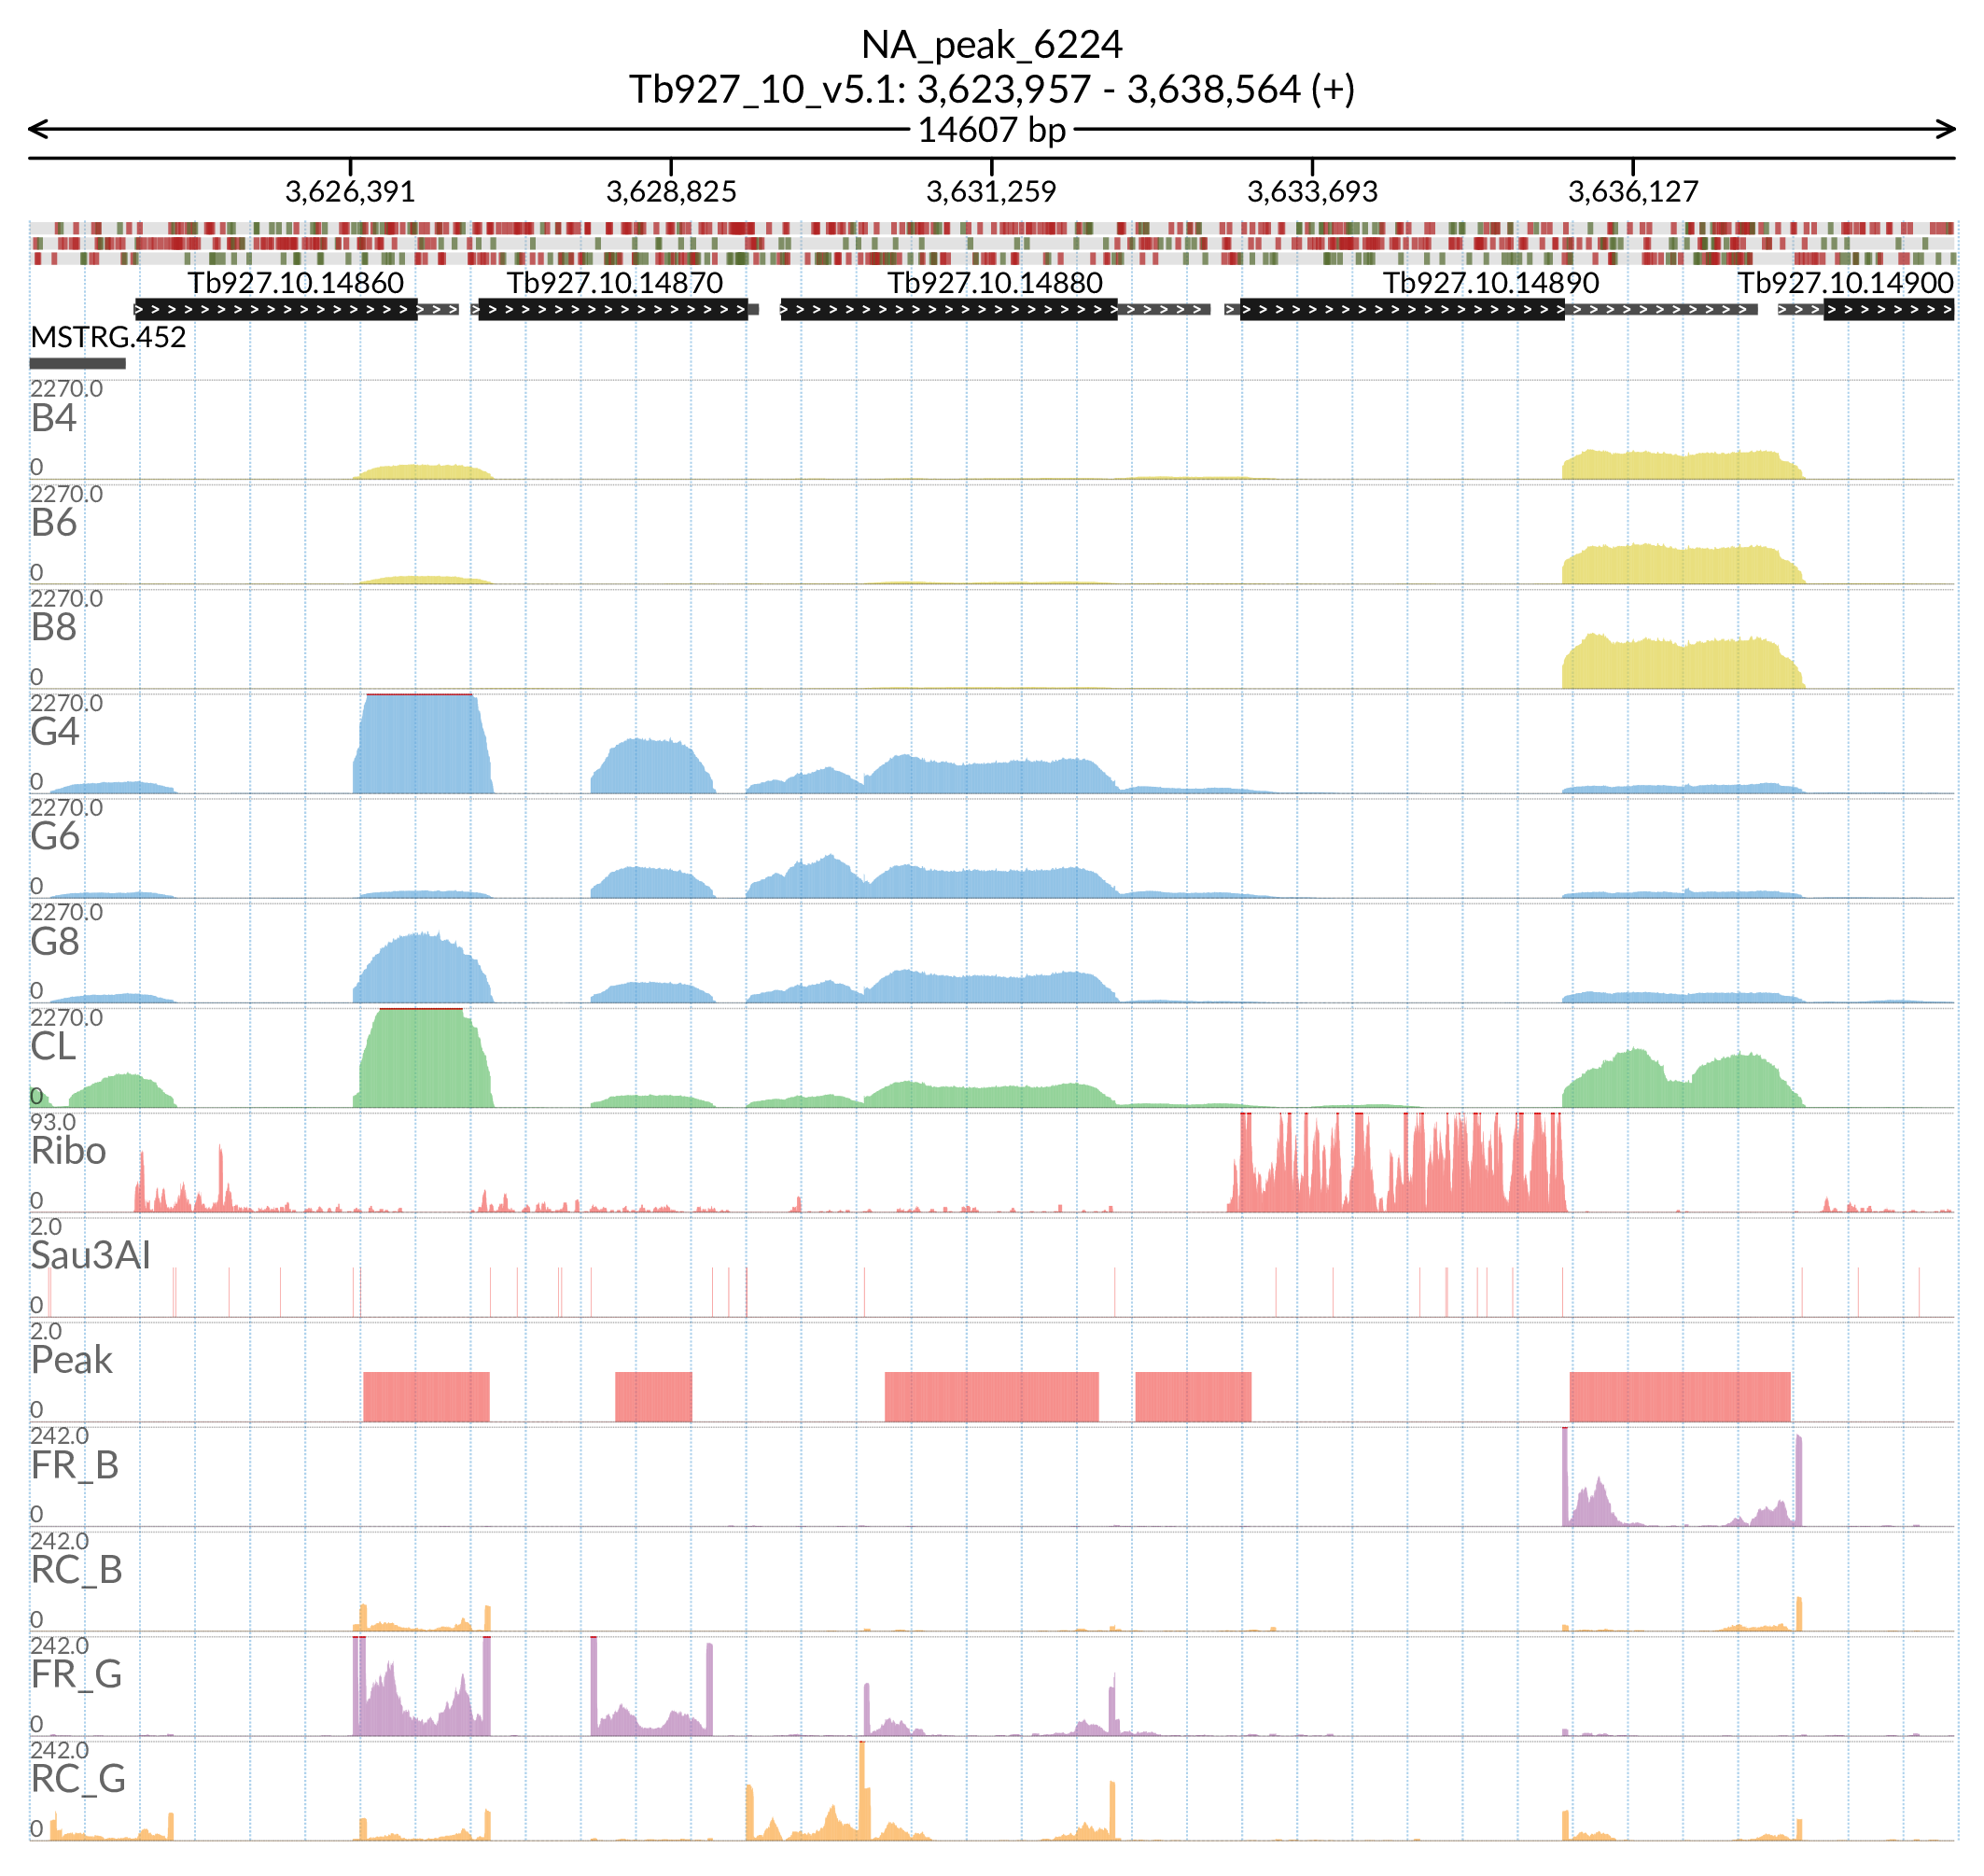 NA_peak_6224
Tb927_10_v5.1: 3,623,957 - 3,638,564 (+)
14607 bp
3,626,391 3,628,825 3,631,259 3,633,693 3,636,127
Tb927.10.14860 Tb927.10.14870 Tb927.10.14880 Tb927.10.14890 Tb927.10.14900
MSTRG.452
2270.0
B4
0
2270.0
B6
0
2270.0
B8
0
2270.0
G4
0
2270.0
G6
0
2270.0
G8
0
2270.0
CL
0
93.0
Ribo
0
2.0
Sau3AI
0
2.0
Peak
0
242.0
FR_B
0
242.0
RC_B
0
242.0
FR_G
0
242.0
RC_G
0